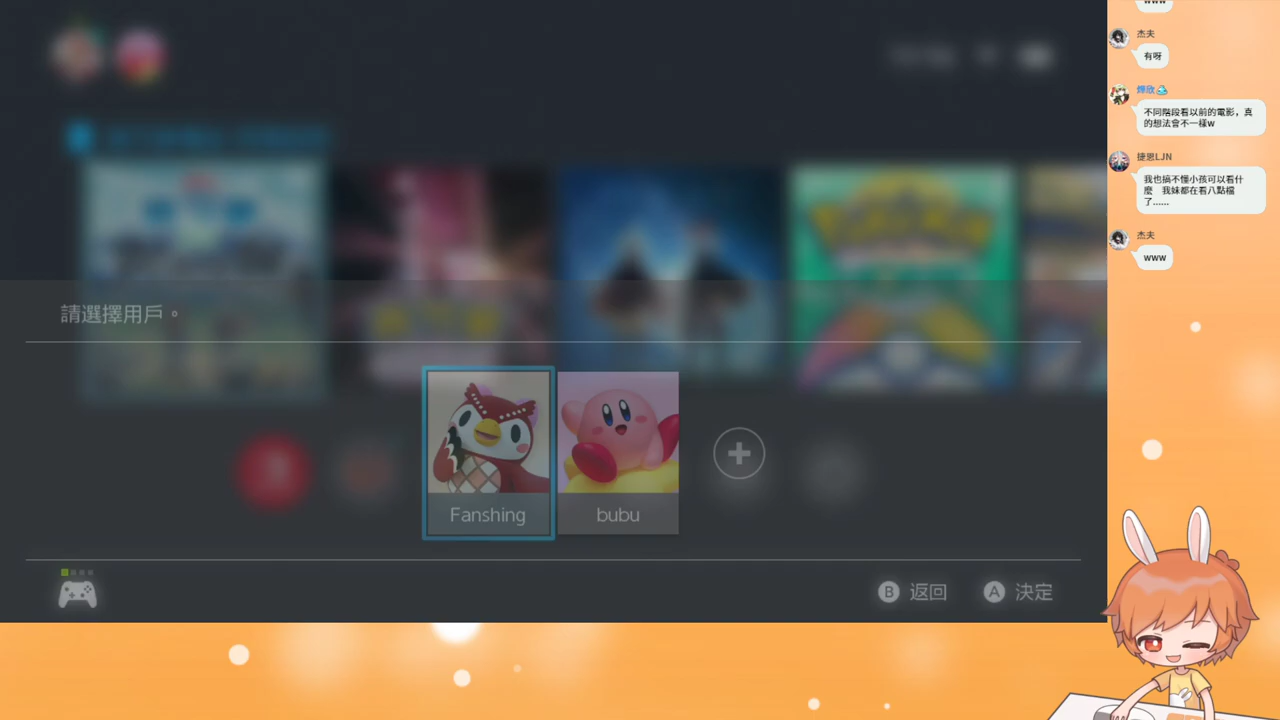 請選擇用戶。
Fanshing
bubu
B 返回
A 決定
www
杰夫
有呀
不同階段看以前的電影，真
的想法會不一樣w
捷思LJN
我也搞不懂小孩可以看什
麼　我妹都在看八點檔
了......
杰夫
www